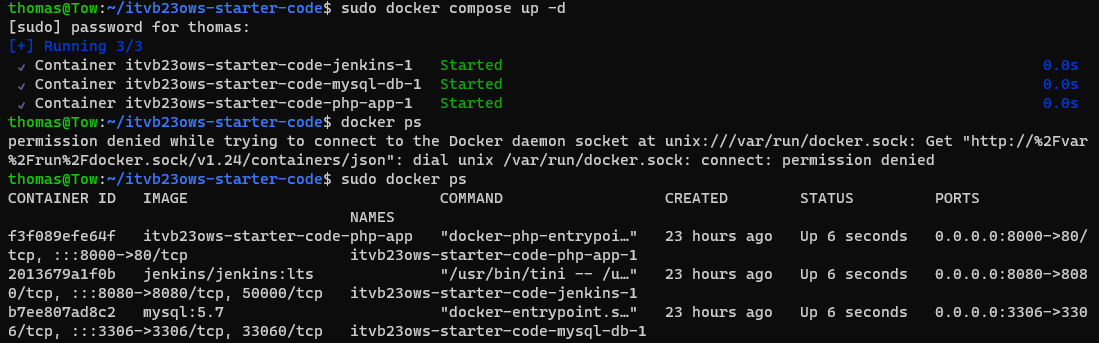 thomas@Tow:~/itvb23ows-starter-code$ sudo docker compose up -d
[sudo] password for thomas:
[+] Running 3/3
✓ Container itvb23ows-starter-code-jenkins-1   Started   0.0s
✓ Container itvb23ows-starter-code-mysql-db-1  Started   0.0s
✓ Container itvb23ows-starter-code-php-app-1   Started   0.0s
thomas@Tow:~/itvb23ows-starter-code$ docker ps
permission denied while trying to connect to the Docker daemon socket at unix:///var/run/docker.sock: Get "http://%2Fvar
%2Frun%2Fdocker.sock/v1.24/containers/json": dial unix /var/run/docker.sock: connect: permission denied
thomas@Tow:~/itvb23ows-starter-code$ sudo docker ps
CONTAINER ID   IMAGE                            COMMAND                  CREATED        STATUS         PORTS
NAMES
f3f089efe64f   itvb23ows-starter-code-php-app   "docker-php-entrypoi…"   23 hours ago   Up 6 seconds   0.0.0.0:8000->80/
tcp, :::8000->80/tcp                  itvb23ows-starter-code-php-app-1
2013679a1f0b   jenkins/jenkins:lts              "/usr/bin/tini -- /u…"   23 hours ago   Up 6 seconds   0.0.0.0:8080->808
0/tcp, :::8080->8080/tcp, 50000/tcp   itvb23ows-starter-code-jenkins-1
b7ee807ad8c2   mysql:5.7                        "docker-entrypoint.s…"   23 hours ago   Up 6 seconds   0.0.0.0:3306->330
6/tcp, :::3306->3306/tcp, 33060/tcp   itvb23ows-starter-code-mysql-db-1